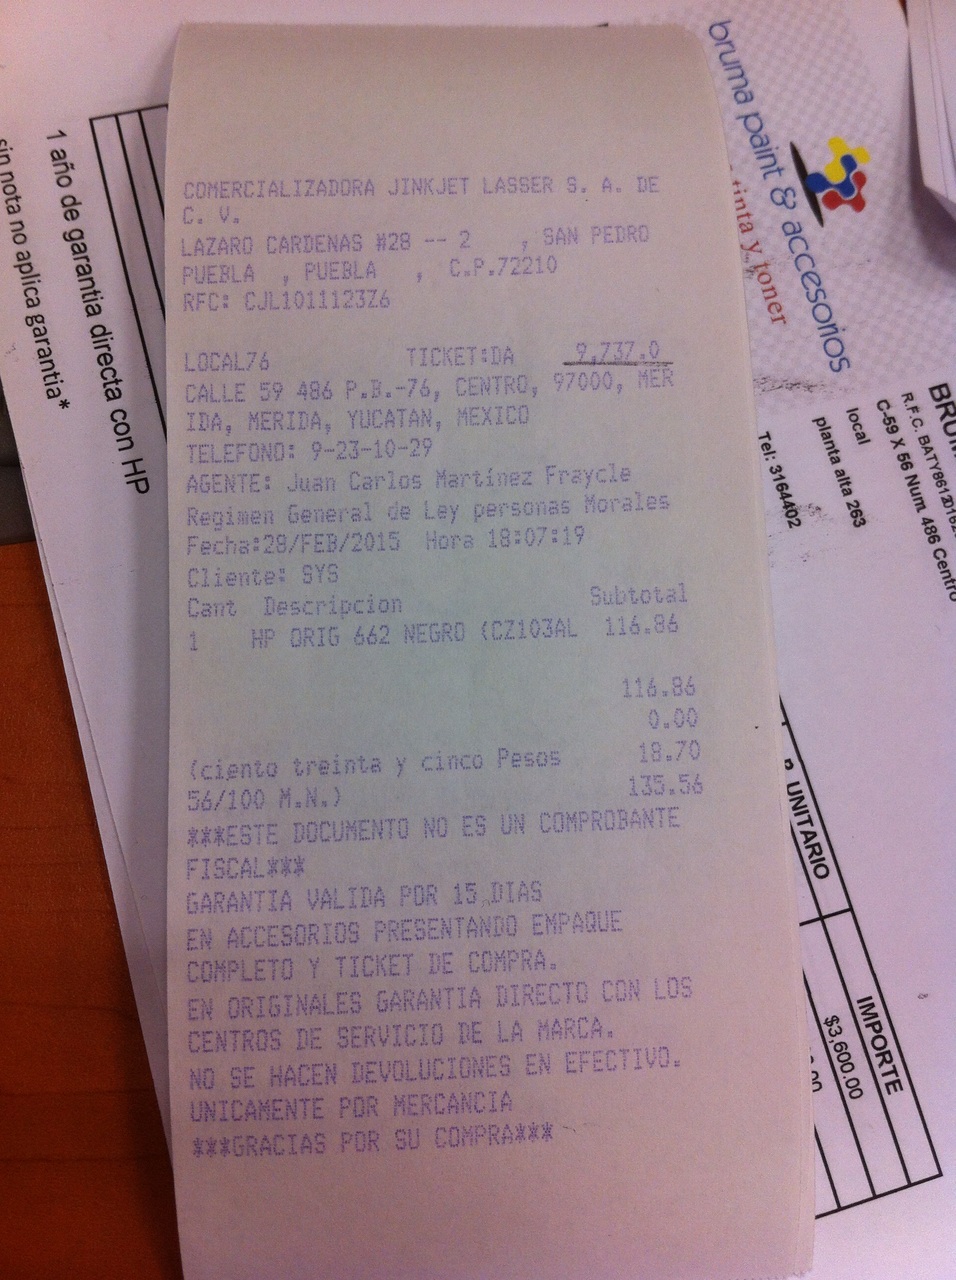 COMERCIALIZADORA JINKJET LASSER S. A. DE
C. V.
LAZARO CARDENAS #28 -- 2 , SAN PEDRO
PUEBLA , PUEBLA , C.P.72210
RFC: CJL1011123Z6
LOCAL76 TICKET:DA 9,737.0
CALLE 59 486 P.B.-76, CENTRO, 97000, MER
IDA, MERIDA, YUCATAN, MEXICO
TELEFONO: 9-23-10-29
AGENTE: Juan Carlos Martínez Fraycle
Regimen General de Ley personas Morales
Fecha:28/FEB/2015 Hora 18:07:19
Cliente: SYS
Cant Descripcion Subtotal
1 HP ORIG 662 NEGRO (CZ103AL 116.86
116.86
0.00
(ciento treinta y cinco Pesos 18.70
56/100 M.N.) 135.56
***ESTE DOCUMENTO NO ES UN COMPROBANTE
FISCAL***
GARANTIA VALIDA POR 15 DIAS
EN ACCESORIOS PRESENTANDO EMPAQUE
COMPLETO Y TICKET DE COMPRA.
EN ORIGINALES GARANTIA DIRECTO CON LOS
CENTROS DE SERVICIO DE LA MARCA.
NO SE HACEN DEVOLUCIONES EN EFECTIVO.
UNICAMENTE POR MERCANCIA
***GRACIAS POR SU COMPRA***
1 año de garantia directa con HP
sin nota no aplica garantia*
bruma paint & accesorios
tinta y toner
C-59 X 56 Num. 486 Centro
local
planta alta 263
Tel: 3164402
P. UNITARIO
IMPORTE
$3,600.00